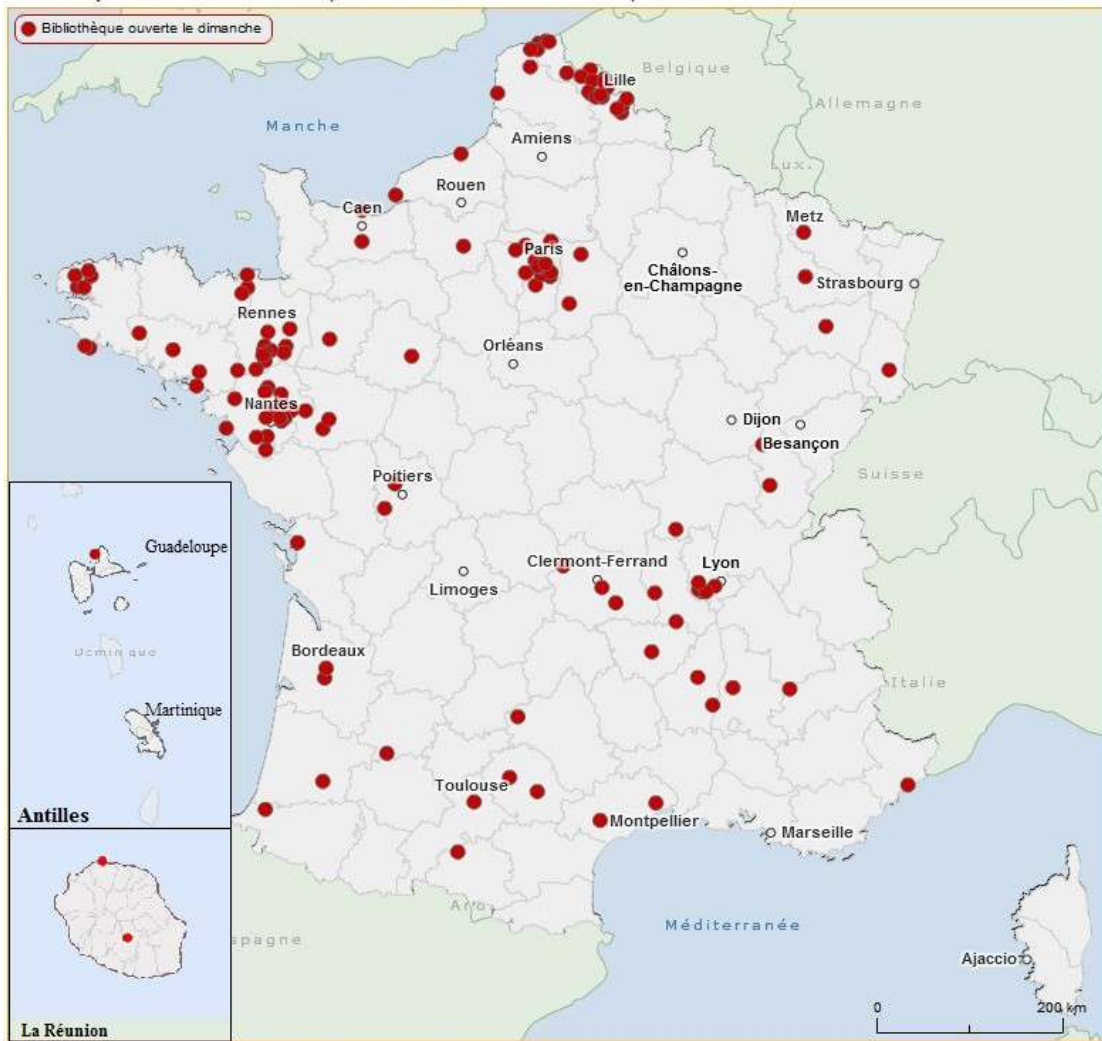 Bibliothèque ouverte le dimanche
Lille
Belgique
Allemagne
Manche
Amiens
Lux.
Rouen
Caen
Metz
Paris
Châlons-
en-Champagne
Strasbourg
Rennes
Orléans
Nantes
Dijon
Besançon
Suisse
Poitiers
Guadeloupe
Clermont-Ferrand
Lyon
Limoges
Bordeaux
Italie
Martinique
Toulouse
Antilles
Montpellier
Marseille
Méditerranée
spagne
Ajaccio
0
200 km
La Réunion